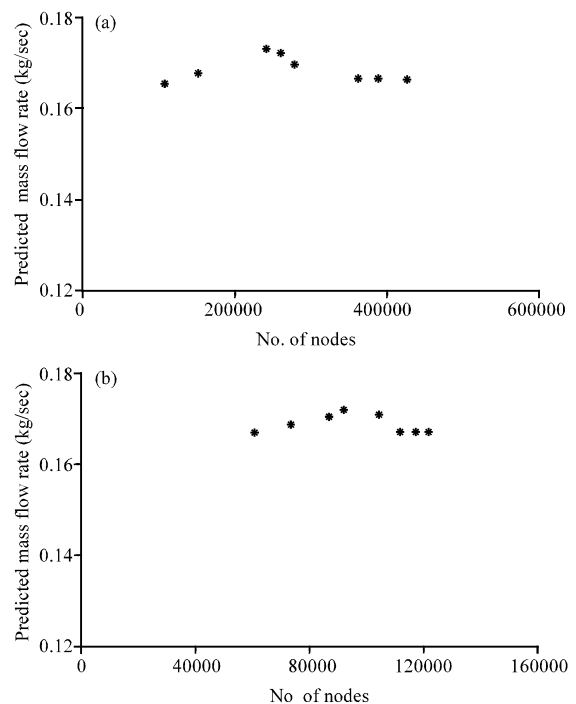 (a)
Predicted mass flow rate (kg/sec)
0.18
0.16
0.14
0.12
0
200000
400000
600000
No. of nodes
(b)
Predicted mass flow rate (kg/sec)
0.18
0.16
0.14
0.12
0
40000
80000
120000
160000
No of nodes